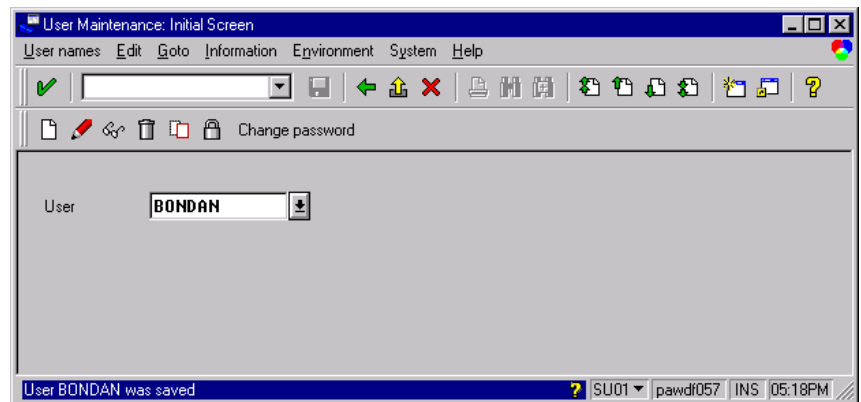 User Maintenance: Initial Screen
User names Edit Goto Information Environment System Help
Change password
User BONDAN
User BONDAN was saved SU01 pawdf057 INS 05:18PM